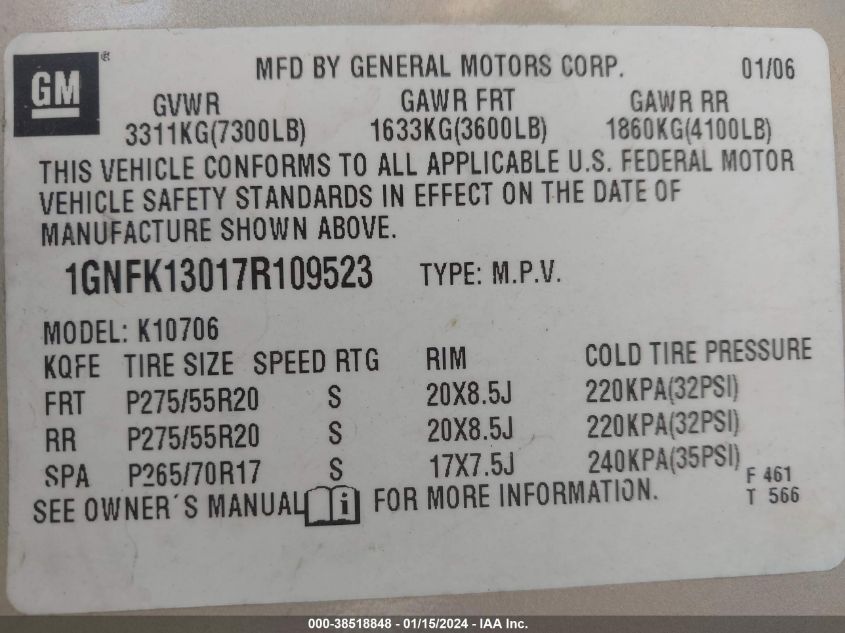 GM ®
MFD BY GENERAL MOTORS CORP. 01/06
GVWR GAWR FRT GAWR RR
3311KG(7300LB) 1633KG(3600LB) 1860KG(4100LB)
THIS VEHICLE CONFORMS TO ALL APPLICABLE U.S. FEDERAL MOTOR
VEHICLE SAFETY STANDARDS IN EFFECT ON THE DATE OF
MANUFACTURE SHOWN ABOVE.
1GNFK13017R109523 TYPE: M.P.V.
MODEL: K10706
KQFE TIRE SIZE SPEED RTG RIM COLD TIRE PRESSURE
FRT P275/55R20 S 20X8.5J 220KPA(32PSI)
RR P275/55R20 S 20X8.5J 220KPA(32PSI)
SPA P265/70R17 S 17X7.5J 240KPA(35PSI)
SEE OWNER´S MANUAL i FOR MORE INFORMATION.
F 461
T 566
000-38518848 - 01/15/2024 - IAA Inc.